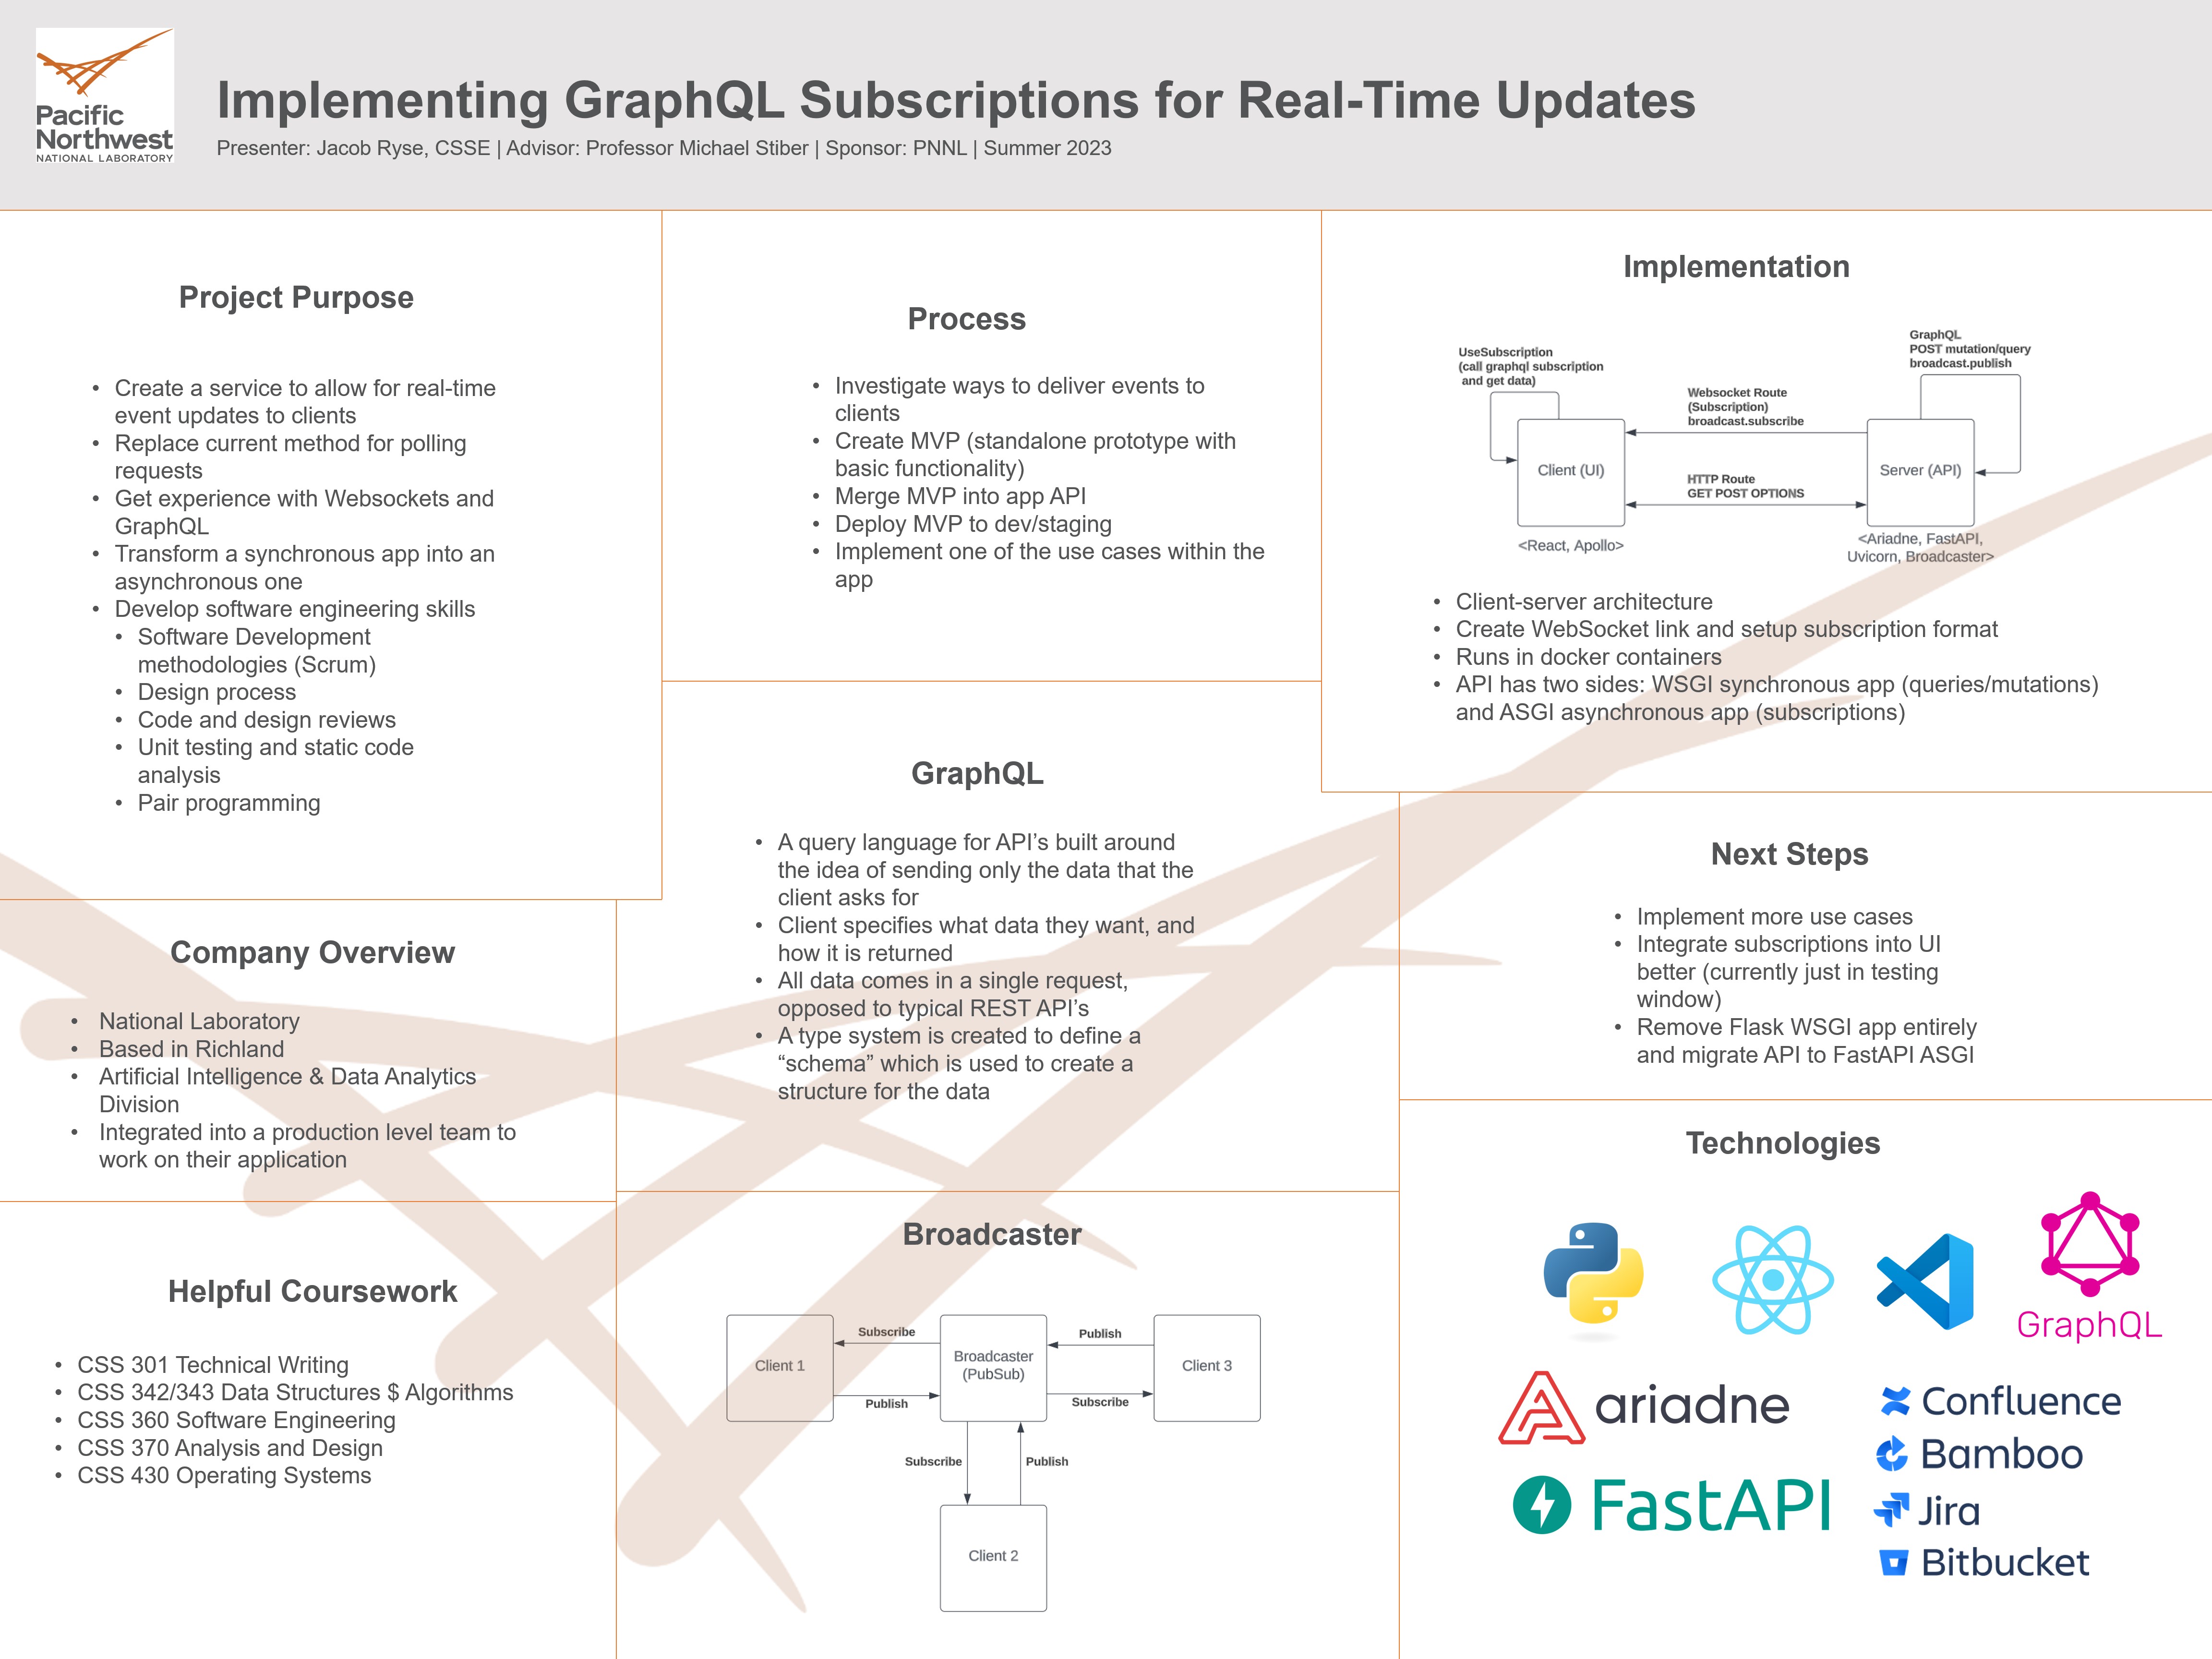 Pacific
Northwest
NATIONAL LABORATORY
Implementing GraphQL Subscriptions for Real-Time Updates
Presenter: Jacob Ryse, CSSE | Advisor: Professor Michael Stiber | Sponsor: PNNL | Summer 2023
Project Purpose
• Create a service to allow for real-time
event updates to clients
• Replace current method for polling
requests
• Get experience with Websockets and
GraphQL
• Transform a synchronous app into an
asynchronous one
• Develop software engineering skills
• Software Development
methodologies (Scrum)
• Design process
• Code and design reviews
• Unit testing and static code
analysis
• Pair programming
Company Overview
• National Laboratory
• Based in Richland
• Artificial Intelligence & Data Analytics
Division
• Integrated into a production level team to
work on their application
Helpful Coursework
• CSS 301 Technical Writing
• CSS 342/343 Data Structures $ Algorithms
• CSS 360 Software Engineering
• CSS 370 Analysis and Design
• CSS 430 Operating Systems
Process
• Investigate ways to deliver events to
clients
• Create MVP (standalone prototype with
basic functionality)
• Merge MVP into app API
• Deploy MVP to dev/staging
• Implement one of the use cases within the
app
GraphQL
• A query language for API’s built around
the idea of sending only the data that the
client asks for
• Client specifies what data they want, and
how it is returned
• All data comes in a single request,
opposed to typical REST API’s
• A type system is created to define a
“schema” which is used to create a
structure for the data
Broadcaster
Client 1
Subscribe
Publish
Broadcaster
(PubSub)
Publish
Subscribe
Client 3
Subscribe
Publish
Client 2
Implementation
UseSubscription
(call graphql subscription
and get data)
Client (UI)
<React, Apollo>
Websocket Route
(Subscription)
broadcast.subscribe
HTTP Route
GET POST OPTIONS
GraphQL
POST mutation/query
broadcast.publish
Server (API)
<Ariadne, FastAPI,
Uvicorn, Broadcaster>
• Client-server architecture
• Create WebSocket link and setup subscription format
• Runs in docker containers
• API has two sides: WSGI synchronous app (queries/mutations)
and ASGI asynchronous app (subscriptions)
Next Steps
• Implement more use cases
• Integrate subscriptions into UI
better (currently just in testing
window)
• Remove Flask WSGI app entirely
and migrate API to FastAPI ASGI
Technologies
GraphQL
ariadne
FastAPI
Confluence
Bamboo
Jira
Bitbucket